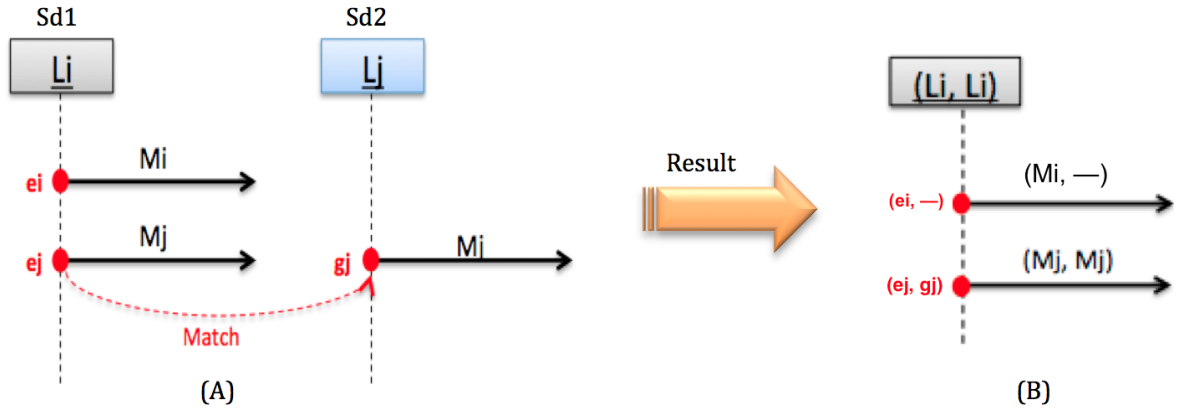 Sd1
Sd2
Li
Lj
(Li, Li)
Mi
ei
Mj
ej
gj
Mj
Match
Result
(Mi, —)
(ei, —)
(Mj, Mj)
(ej, gj)
(A)
(B)